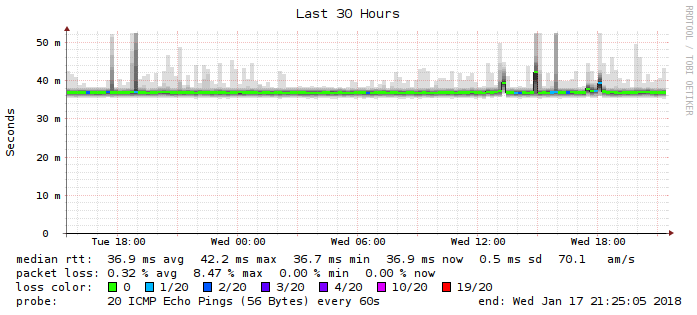 Last 30 Hours
RRDTOOL / TOBI OETIKER
Seconds
50 m
40 m
30 m
20 m
10 m
0
Tue 18:00 Wed 00:00 Wed 06:00 Wed 12:00 Wed 18:00
median rtt: 36.9 ms avg 42.2 ms max 36.7 ms min 36.9 ms now 0.5 ms sd 70.1 am/s
packet loss: 0.32 % avg 8.47 % max 0.00 % min 0.00 % now
loss color: 0 1/20 2/20 3/20 4/20 10/20 19/20
probe: 20 ICMP Echo Pings (56 Bytes) every 60s end: Wed Jan 17 21:25:05 2018